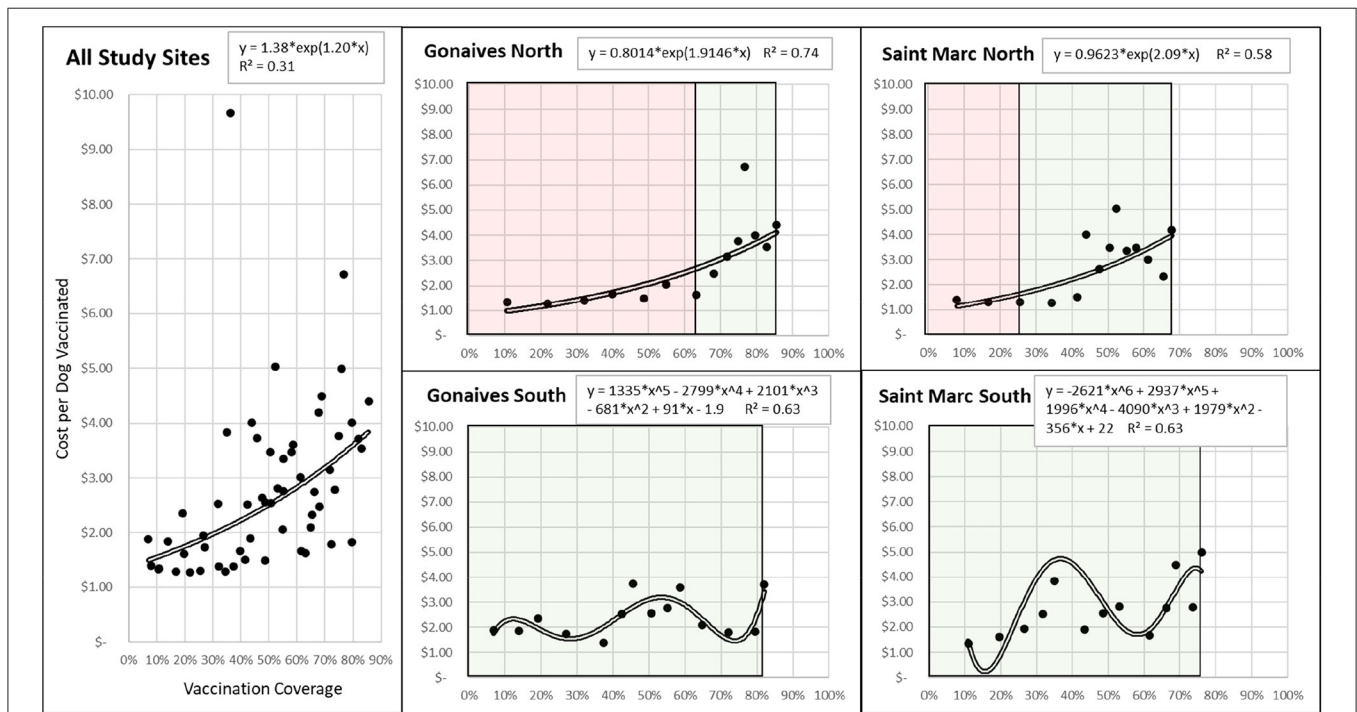 All Study Sites
y = 1.38*exp(1.20*x)
R² = 0.31
$10.00
$9.00
$8.00
$7.00
$6.00
$5.00
$4.00
$3.00
$2.00
$1.00
$-
0% 10% 20% 30% 40% 50% 60% 70% 80% 90%
Cost per Dog Vaccinated
Vaccination Coverage
Gonaives North
y = 0.8014*exp(1.9146*x) R² = 0.74
$10.00
$9.00
$8.00
$7.00
$6.00
$5.00
$4.00
$3.00
$2.00
$1.00
$-
0% 10% 20% 30% 40% 50% 60% 70% 80% 90% 100%
Saint Marc North
y = 0.9623*exp(2.09*x) R² = 0.58
$10.00
$9.00
$8.00
$7.00
$6.00
$5.00
$4.00
$3.00
$2.00
$1.00
$-
0% 10% 20% 30% 40% 50% 60% 70% 80% 90% 100%
Gonaives South
y = 1335*x^5 - 2799*x^4 + 2101*x^3
- 681*x^2 + 91*x - 1.9 R² = 0.63
$10.00
$9.00
$8.00
$7.00
$6.00
$5.00
$4.00
$3.00
$2.00
$1.00
$-
0% 10% 20% 30% 40% 50% 60% 70% 80% 90% 100%
Saint Marc South
y = -2621*x^6 + 2937*x^5 +
1996*x^4 - 4090*x^3 + 1979*x^2 -
356*x + 22 R² = 0.63
$10.00
$9.00
$8.00
$7.00
$6.00
$5.00
$4.00
$3.00
$2.00
$1.00
$-
0% 10% 20% 30% 40% 50% 60% 70% 80% 90% 100%